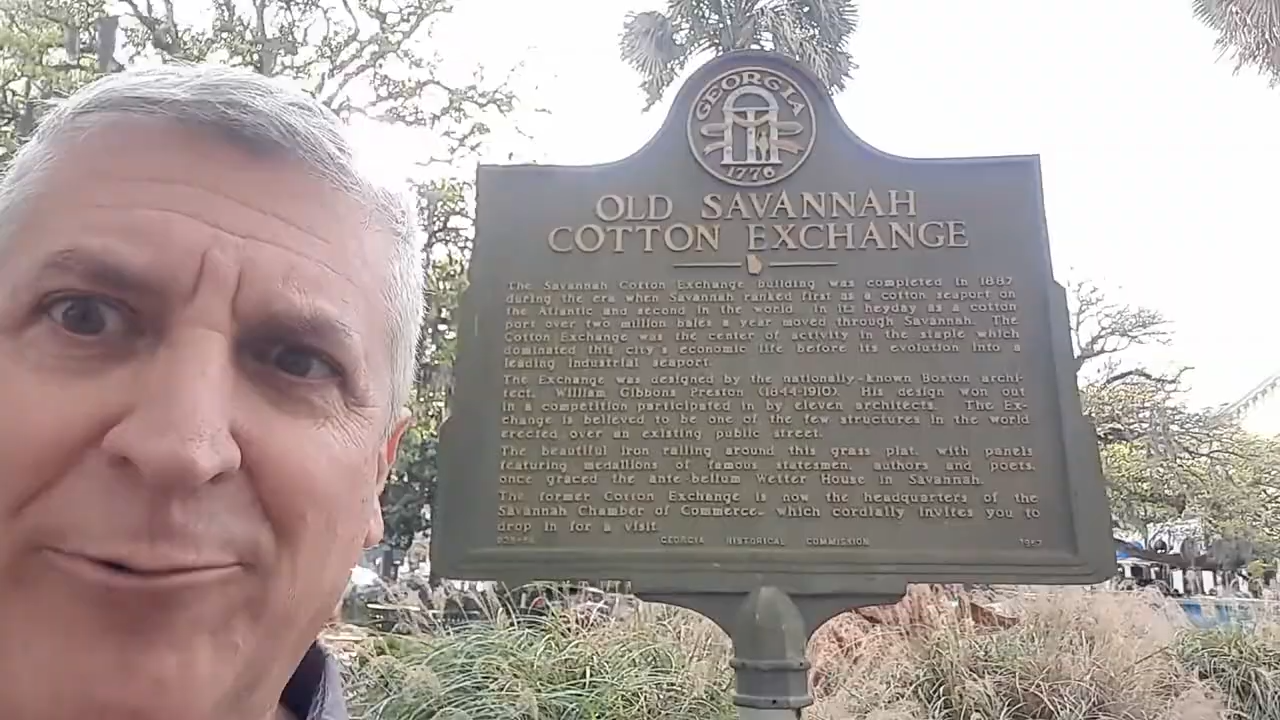 GEORGIA
1776
OLD SAVANNAH
COTTON EXCHANGE
The Savannah Cotton Exchange building was completed in 1887
during the era when Savannah ranked first as a cotton seaport on
the Atlantic and second in the world. In its heyday as a cotton
port over two million bales a year moved through Savannah. The
Cotton Exchange was the center of activity in the staple which
dominated this city's economic life before its evolution into a
leading industrial seaport.
The Exchange was designed by the nationally-known Boston archi-
tect, William Gibbons Preston (1844-1910). His design won out
in a competition participated in by eleven architects. The Ex-
change is believed to be one of the few structures in the world
erected over an existing public street.
The beautiful iron railing around this grass plat, with panels
featuring medallions of famous statesmen, authors and poets,
once graced the ante-bellum Wetter House in Savannah.
The former Cotton Exchange is now the headquarters of the
Savannah Chamber of Commerce, which cordially invites you to
drop in for a visit.
GEORGIA HISTORICAL COMMISSION